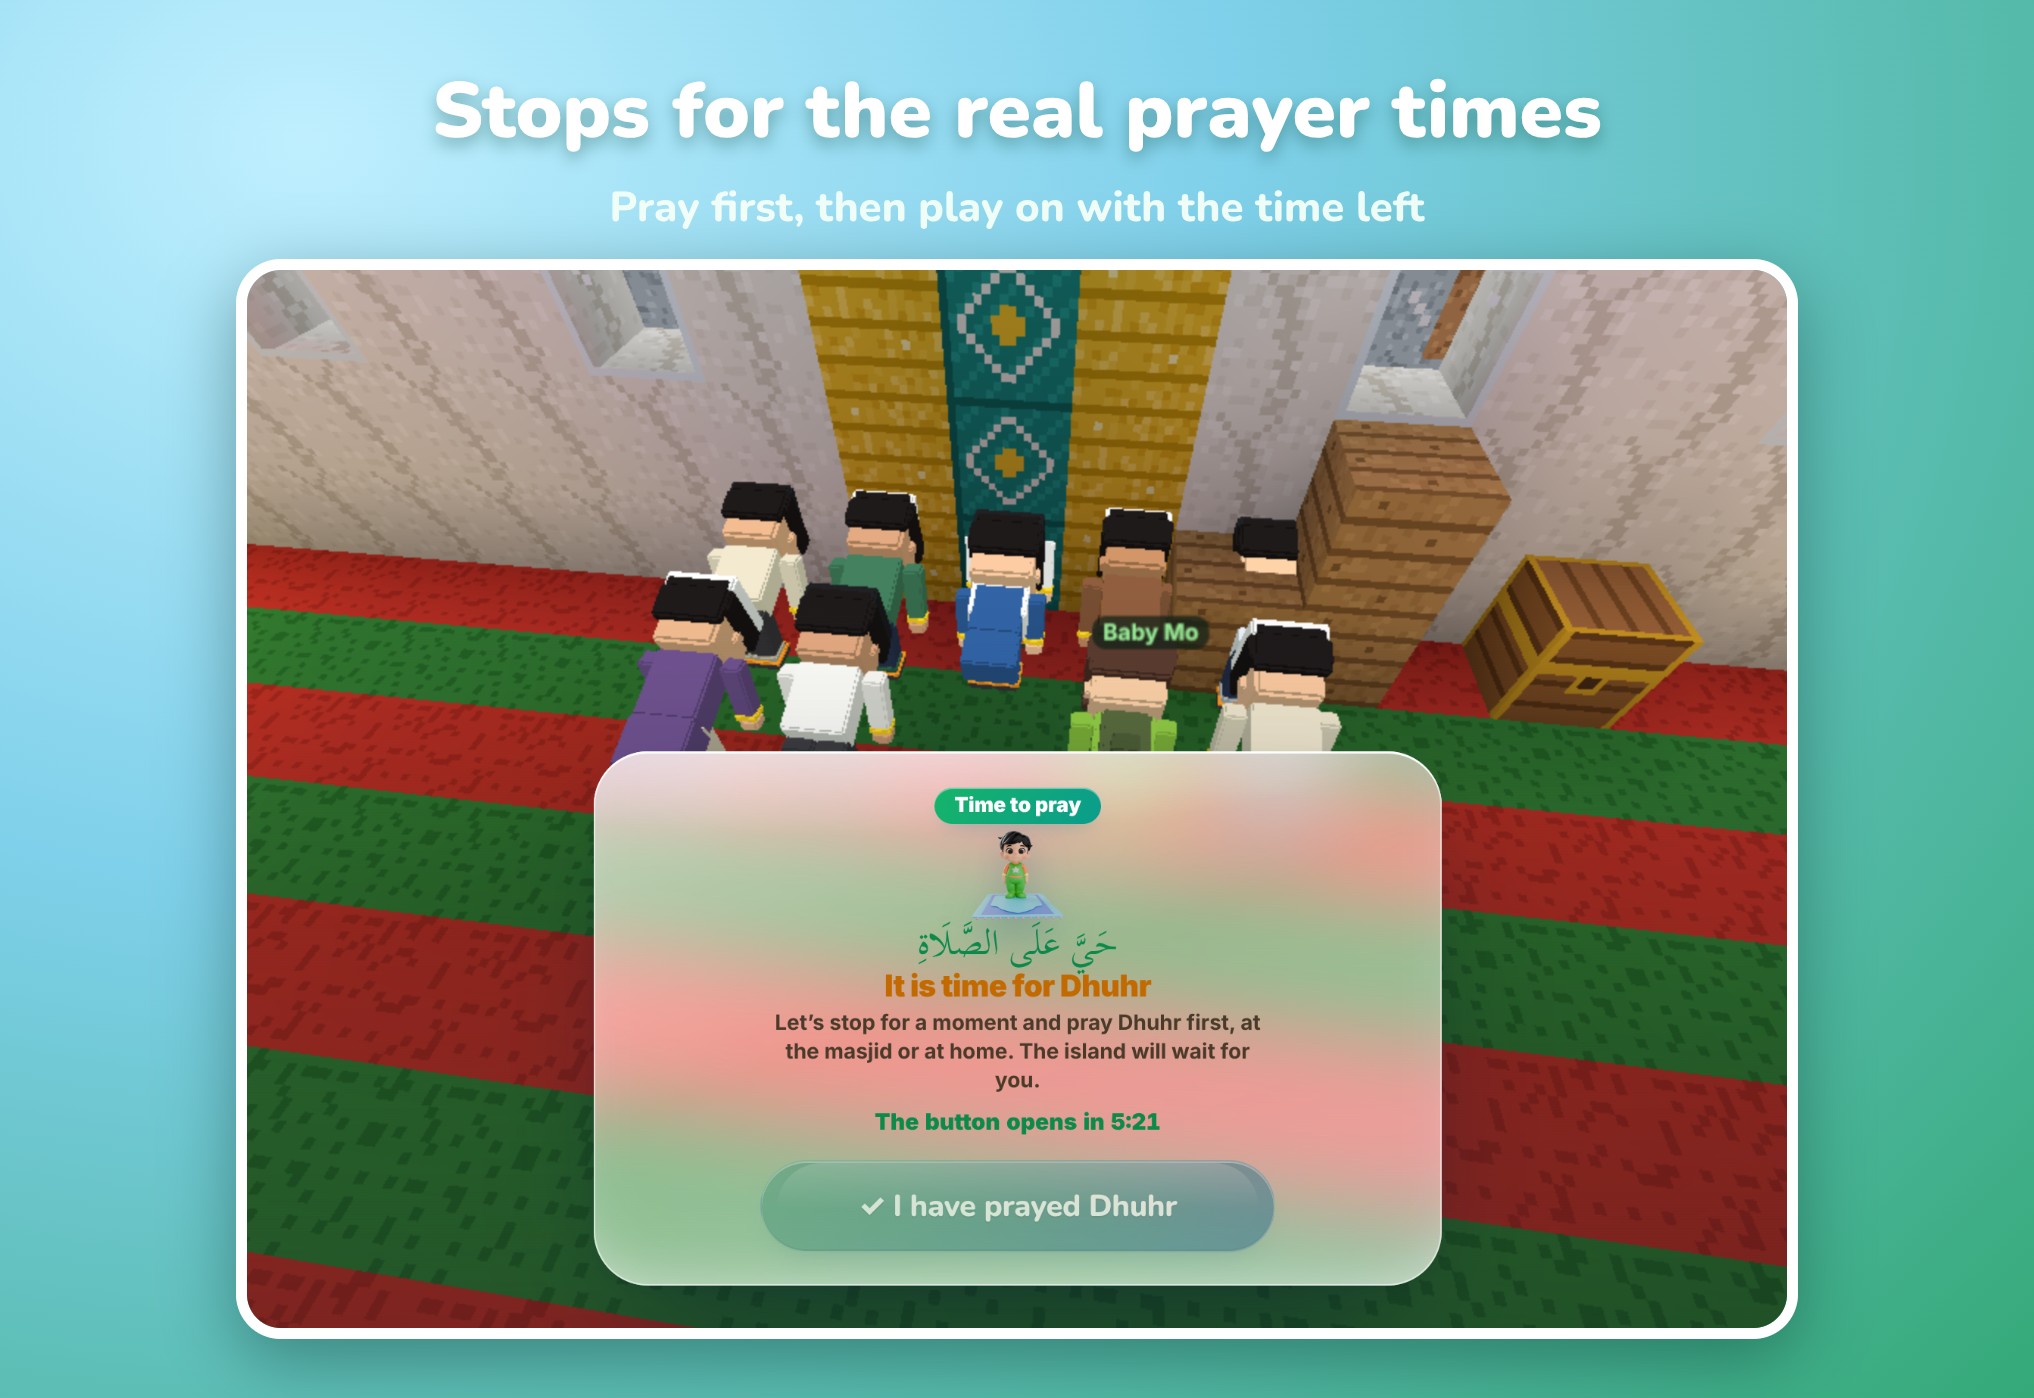 Stops for the real prayer times
Pray first, then play on with the time left
Baby Mo
Time to pray
حَيَّ عَلَى الصَّلَاةِ
It is time for Dhuhr
Let’s stop for a moment and pray Dhuhr first, at
the masjid or at home. The island will wait for
you.
The button opens in 5:21
✓ I have prayed Dhuhr